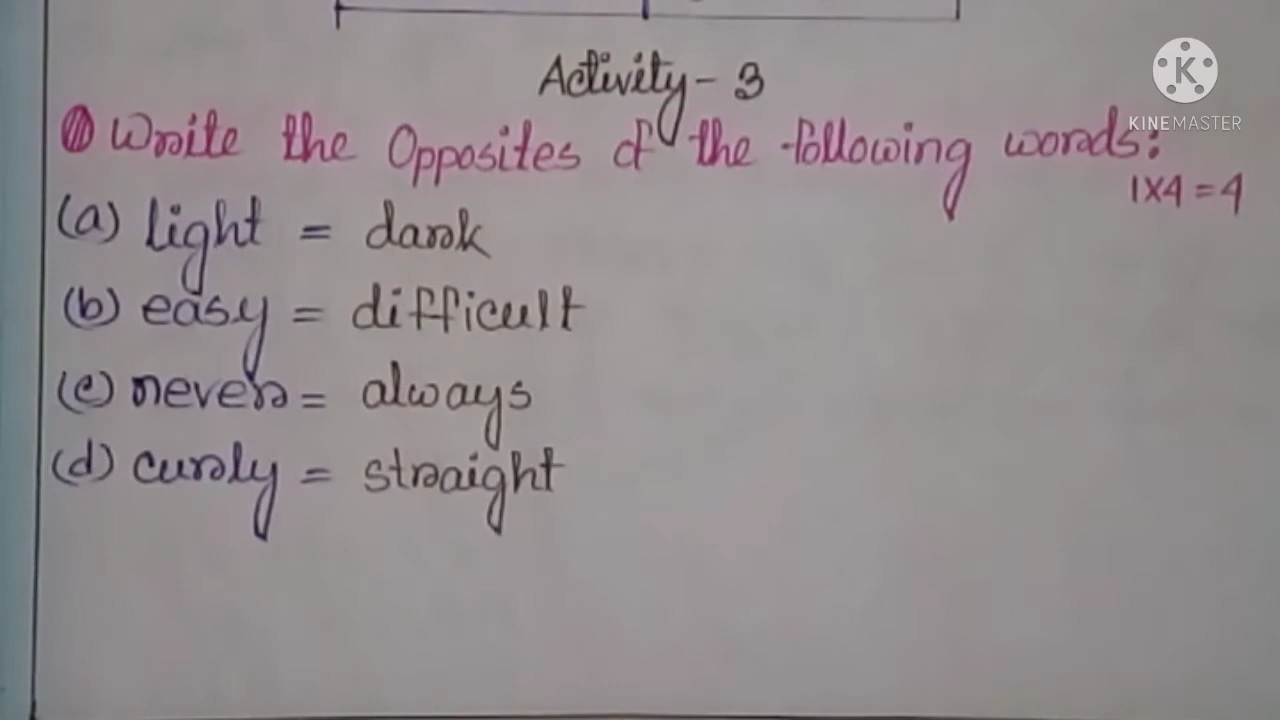 Activity - 3
Write the Opposites of the following words:
1x4 = 4
(a) light = dark
(b) easy = difficult
(c) never = always
(d) curly = straight
KINEMASTER